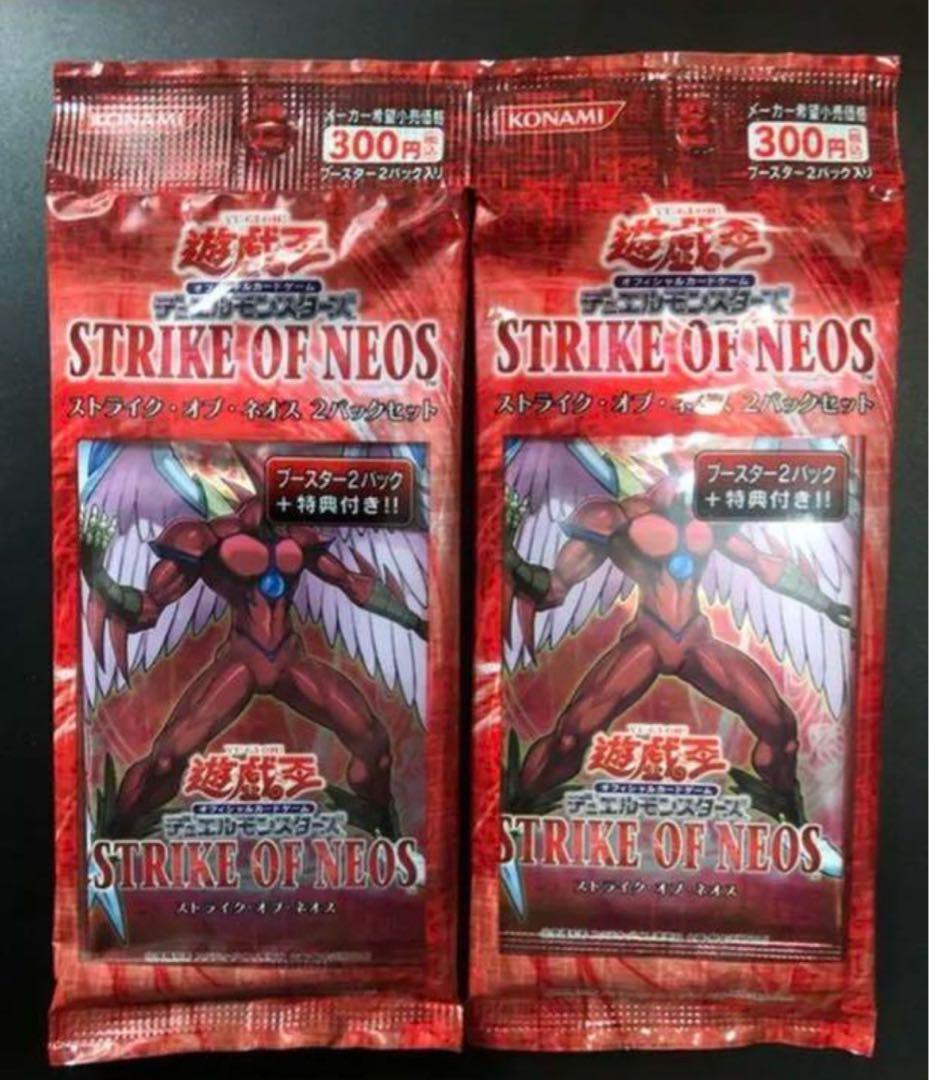 KONAMI
メーカー希望小売価格
300円
ブースター2パック入り
YU-GI-OH!
遊戯王
オフィシャルカードゲーム
デュエルモンスターズ
STRIKE OF NEOS
ストライク・オブ・ネオス 2パックセット
ブースター2パック
+特典付き!!
遊戯王
オフィシャルカードゲーム
デュエルモンスターズ
STRIKE OF NEOS
ストライク・オブ・ネオス
KONAMI
メーカー希望小売価格
300円
ブースター2パック入り
YU-GI-OH!
遊戯王
オフィシャルカードゲーム
デュエルモンスターズ
STRIKE OF NEOS
ストライク・オブ・ 2パックセット
ブースター2パック
+特典付き!!
遊戯王
オフィシャルカードゲーム
デュエルモンスターズ
STRIKE OF NEOS
ストライク・オブ・ネオス